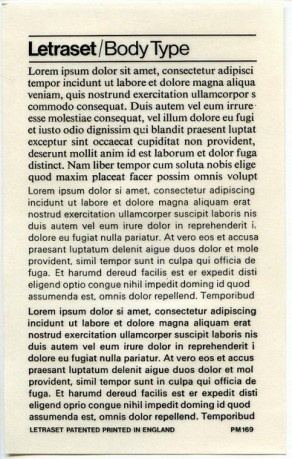 Letraset/Body Type
Lorem ipsum dolor sit amet, consectetur adipisci
tempor incidunt ut labore et dolore magna aliqua
veniam, quis nostrund exercitation ullamcorpor s
commodo consequat. Duis autem vel eum irrure
esse molestiae consequat, vel illum dolore eu fugi
et iusto odio dignissim qui blandit praesent luptat
exceptur sint occaecat cupiditat non provident,
deserunt mollit anim id est laborum et dolor fuga
distinct. Nam liber tempor cum soluta nobis elige
quod maxim placeat facer possim omnis volupt
Lorem ipsum dolor si amet, consectetur adipiscing
incidunt ut labore et dolore magna aliquam erat
nostrud exercitation ullamcorper suscipit laboris nis
duis autem vel eum irure dolor in reprehenderit i
dolore eu fugiat nulla pariatur. At vero eos et accusa
praesant luptatum delenit aigue duos dolor et mole
provident, simil tempor sunt in culpa qui officia de
fuga. Et harumd dereud facilis est er expedit disti
eligend optio congue nihil impedit doming id quod
assumenda est, omnis dolor repellend. Temporibud
Lorem ipsum dolor si amet, consectetur adipiscing
incidunt ut labore et dolore magna aliquam erat
nostrud exercitation ullamcorper suscipit laboris nis
duis autem vel eum irure dolor in reprehenderit i
dolore eu fugiat nulla pariatur. At vero eos et accus
praesant luptatum delenit aigue duos dolor et mole
provident, simil tempor sunt in culpa qui officia de
fuga. Et harumd dereud facilis est er expedit disti
eligend optio congue nihil impedit doming id quod
assumenda est, omnis dolor repellend. Temporibud
LETRASET PATENTED PRINTED IN ENGLAND PM169